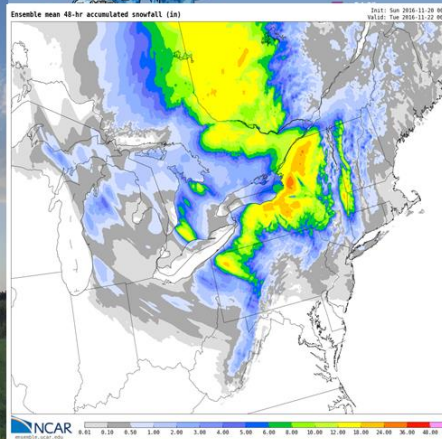 Ensemble mean 48-hr accumulated snowfall (in)
Init: Sun 2016-11-20 00
Valid: Tue 2016-11-22 00
NCAR
ensemble.ucar.edu
0.01 0.10 0.50 1.00 2.00 3.00 4.00 5.00 6.00 8.00 10.00 12.00 18.00 24.00 36.00 48.00